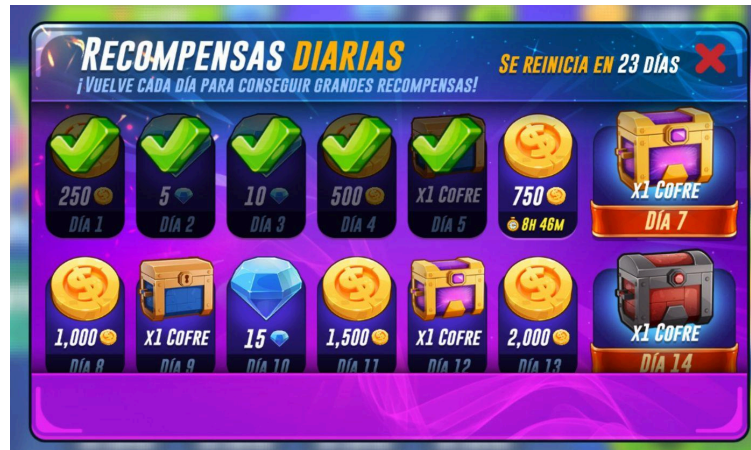 RECOMPENSAS DIARIAS
SE REINICIA EN 23 DÍAS
¡VUELVE CADA DÍA PARA CONSEGUIR GRANDES RECOMPENSAS!
250
5
10
500
X1 COFRE
750
X1 COFRE
DÍA 1
DÍA 2
DÍA 3
DÍA 4
DÍA 5
8H 46M
DÍA 7
1,000
X1 COFRE
15
1,500
X1 COFRE
2,000
X1 COFRE
DÍA 8
DÍA 9
DÍA 10
DÍA 11
DÍA 12
DÍA 13
DÍA 14